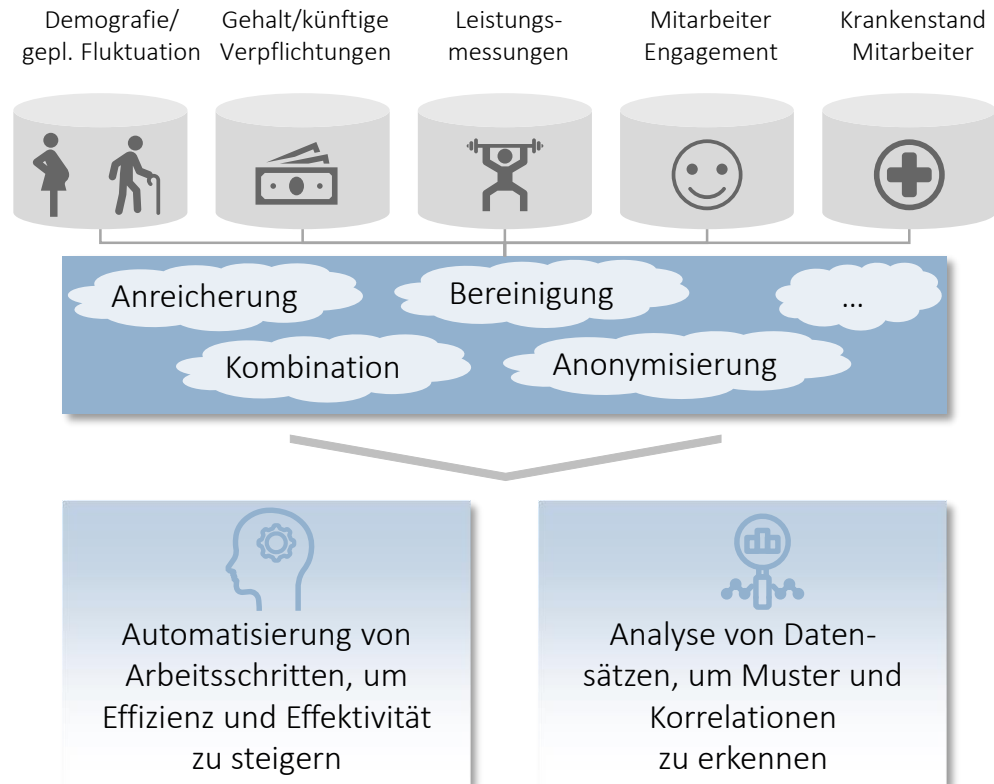 Demografie/
gepl. Fluktuation
Gehalt/künftige
Verpflichtungen
Leistungs-
messungen
Mitarbeiter
Engagement
Krankenstand
Mitarbeiter
Anreicherung
Bereinigung
...
Kombination
Anonymisierung
Automatisierung von
Arbeitsschritten, um
Effizienz und Effektivität
zu steigern
Analyse von Daten-
sätzen, um Muster und
Korrelationen
zu erkennen